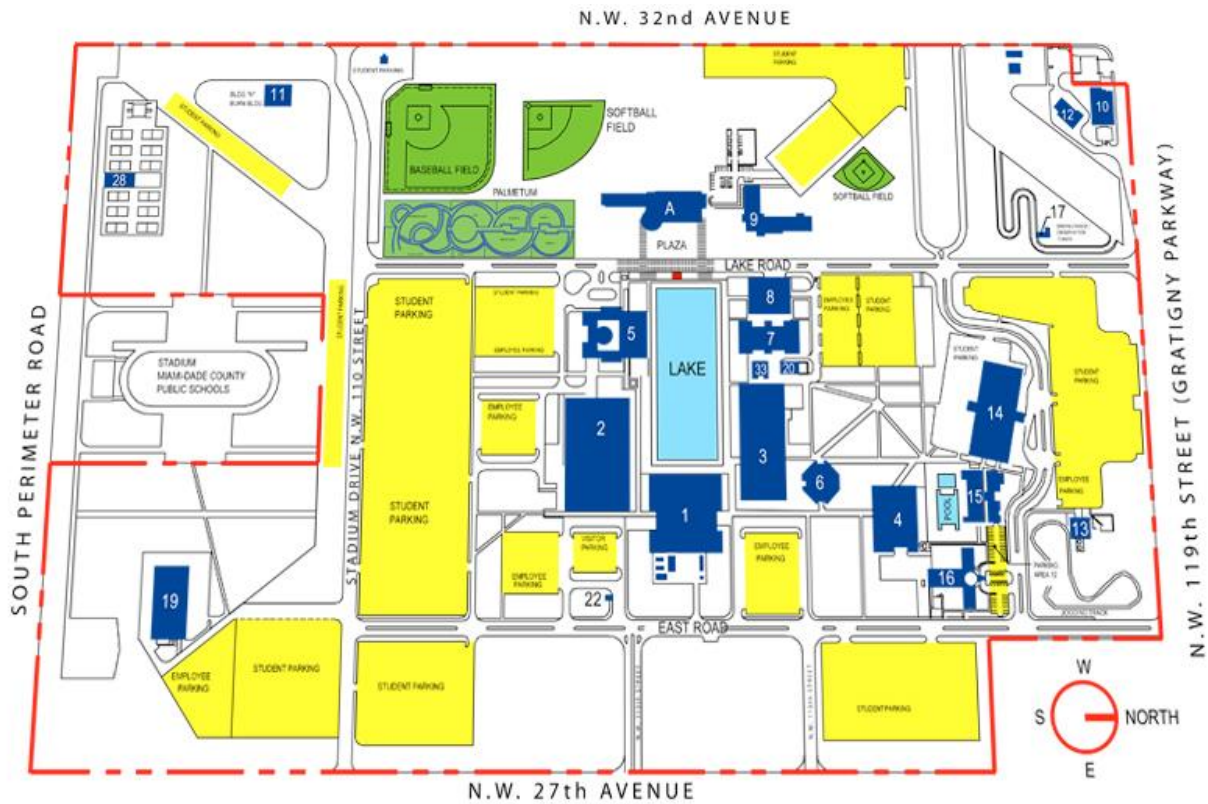 N.W. 32nd AVENUE
STUDENT
PARKING
STUDENT PARKING
11
BLDG "N"
BURN BLDG.
STUDENT PARKING
28
SOFTBALL
FIELD
BASEBALL FIELD
PALMETUM
A
9
SOFTBALL FIELD
12
10
17
PLAZA
LAKE ROAD
SOUTH PERIMETER ROAD
STADIUM
MIAMI-DADE COUNTY
PUBLIC SCHOOLS
STUDENT PARKING
STADIUM DRIVE N.W. 110 STREET
STUDENT
PARKING
STUDENT PARKING
EMPLOYEE PARKING
5
LAKE
8
7
33
20
EMPLOYEE
PARKING
STUDENT
PARKING
STUDENT
PARKING
STUDENT
PARKING
14
N.W. 119th STREET (GRATIGNY PARKWAY)
EMPLOYEE
PARKING
2
3
6
STUDENT
PARKING
1
4
POOL
15
EMPLOYEE
PARKING
13
VISITOR
PARKING
EMPLOYEE
PARKING
EMPLOYEE
PARKING
16
PARKING
AREA 12
JOGGING TRACK
22
19
EAST ROAD
EMPLOYEE
PARKING
STUDENT PARKING
STUDENT PARKING
STUDENT PARKING
W
S
NORTH
E
N.W. 27th AVENUE